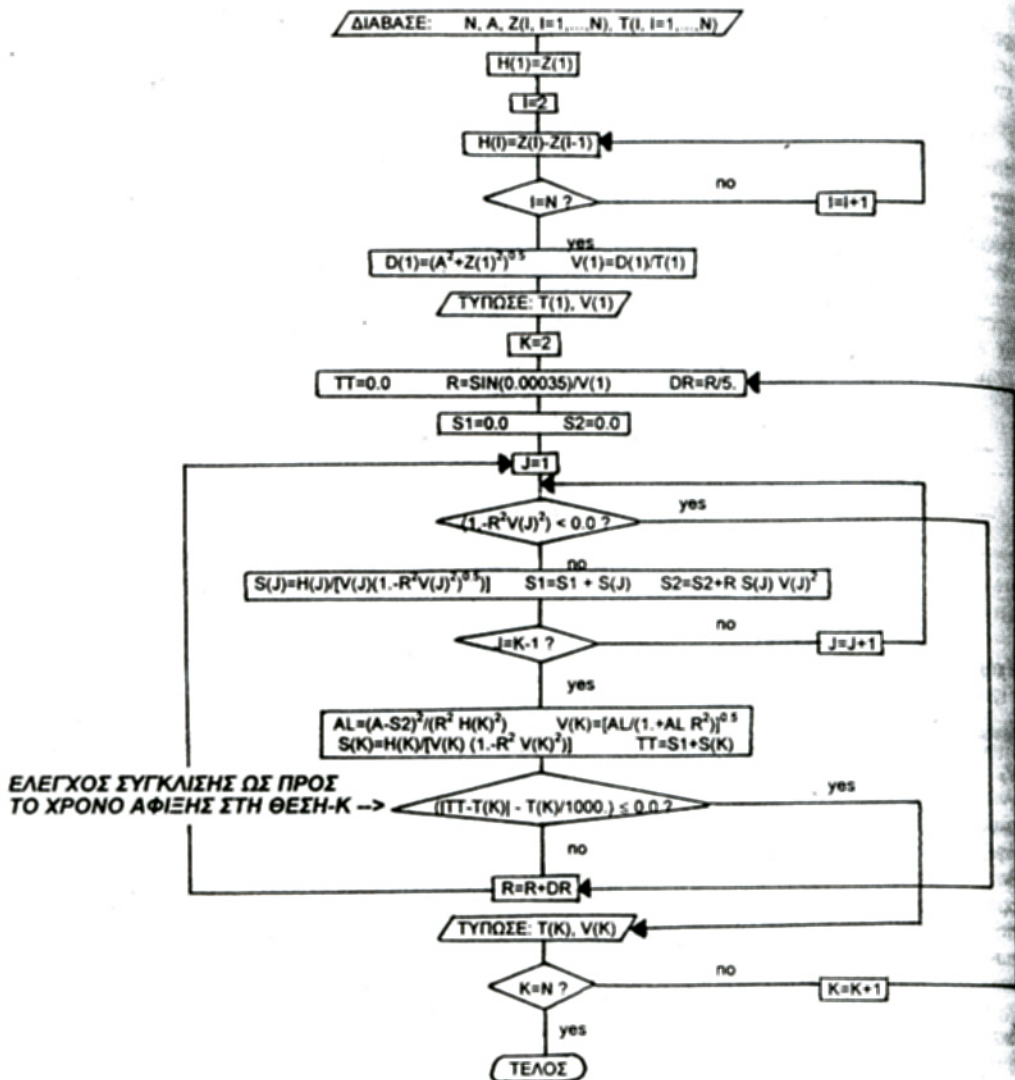 ΔΙΑΒΑΣΕ: N, A, Z(I, I=1,...,N), T(I, I=1,...,N)
H(1)=Z(1)
I=2
H(I)=Z(I)-Z(I-1)
no
I=N ?
I=I+1
yes
D(1)=(A²+Z(1)²)^0.5 V(1)=D(1)/T(1)
ΤΥΠΩΣΕ: T(1), V(1)
K=2
TT=0.0 R=SIN(0.00035)/V(1) DR=R/5.
S1=0.0 S2=0.0
J=1
yes
(1.-R²V(J)²) < 0.0 ?
no
S(J)=H(J)/[V(J)(1.-R²V(J)²)^0.5)] S1=S1 + S(J) S2=S2+R S(J) V(J)²
no
J=K-1 ?
J=J+1
yes
AL=(A-S2)²/(R² H(K)²) V(K)=[AL/(1.+AL R²)]^0.5
S(K)=H(K)/[V(K) (1.-R² V(K)²)] TT=S1+S(K)
ΕΛΕΓΧΟΣ ΣΥΓΚΛΙΣΗΣ ΩΣ ΠΡΟΣ
ΤΟ ΧΡΟΝΟ ΑΦΙΞΗΣ ΣΤΗ ΘΕΣΗ-Κ -->
yes
(|TT-T(K)| - T(K)/1000.) ≤ 0.0 ?
no
R=R+DR
ΤΥΠΩΣΕ: T(K), V(K)
no
K=N ?
K=K+1
yes
ΤΕΛΟΣ